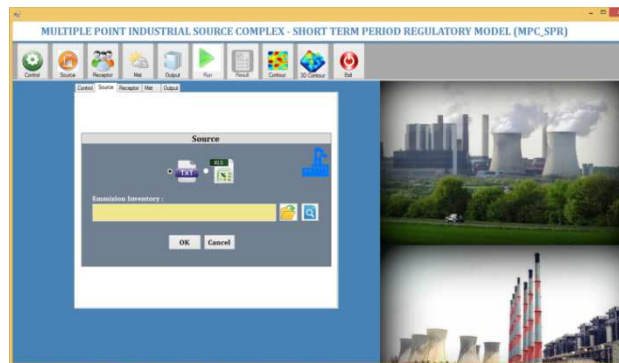 MULTIPLE POINT INDUSTRIAL SOURCE COMPLEX - SHORT TERM PERIOD REGULATORY MODEL (MPC_SPR)
Control Source Receptor Met Output Run Result Contour 3D Contour Exit
Control Source Receptor Met Output
Source
TXT XLS
Emmision Inventory :
OK Cancel